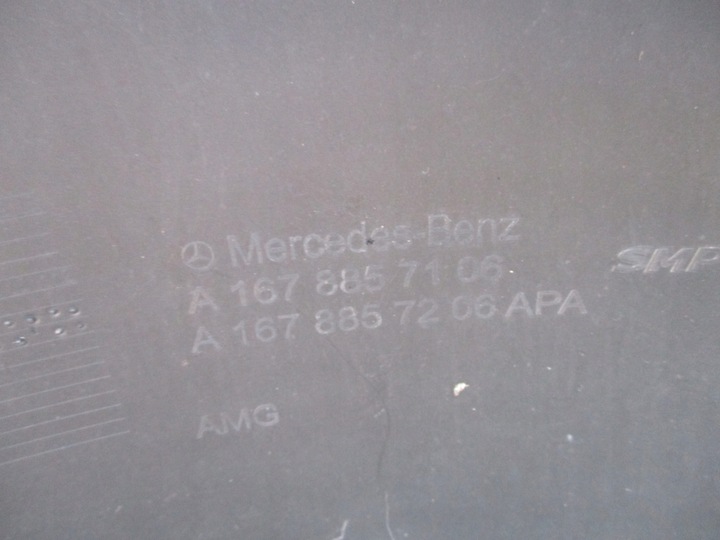 Mercedes-Benz
A 167 885 71 06
A 167 885 72 06 APA
SMP
AMG